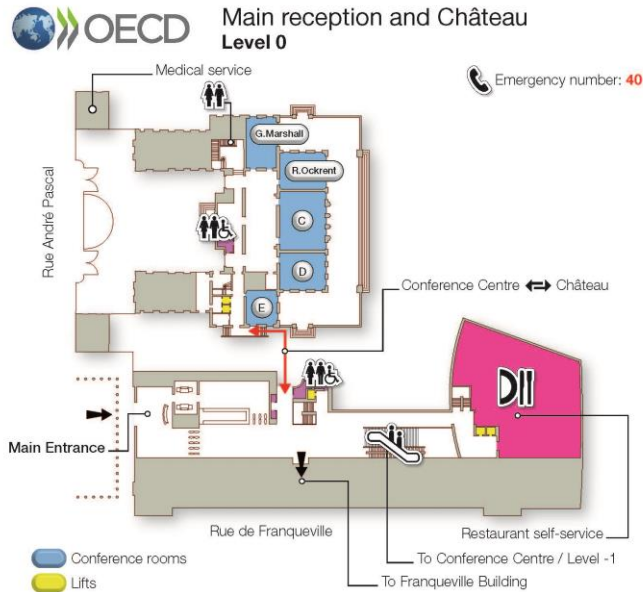 OECD
Main reception and Château
Level 0
Medical service
Emergency number: 40
G.Marshall
R.Ockrent
Rue André Pascal
C
D
Conference Centre Château
E
Main Entrance
Rue de Franqueville
Restaurant self-service
Conference rooms
To Conference Centre / Level -1
Lifts
To Franqueville Building